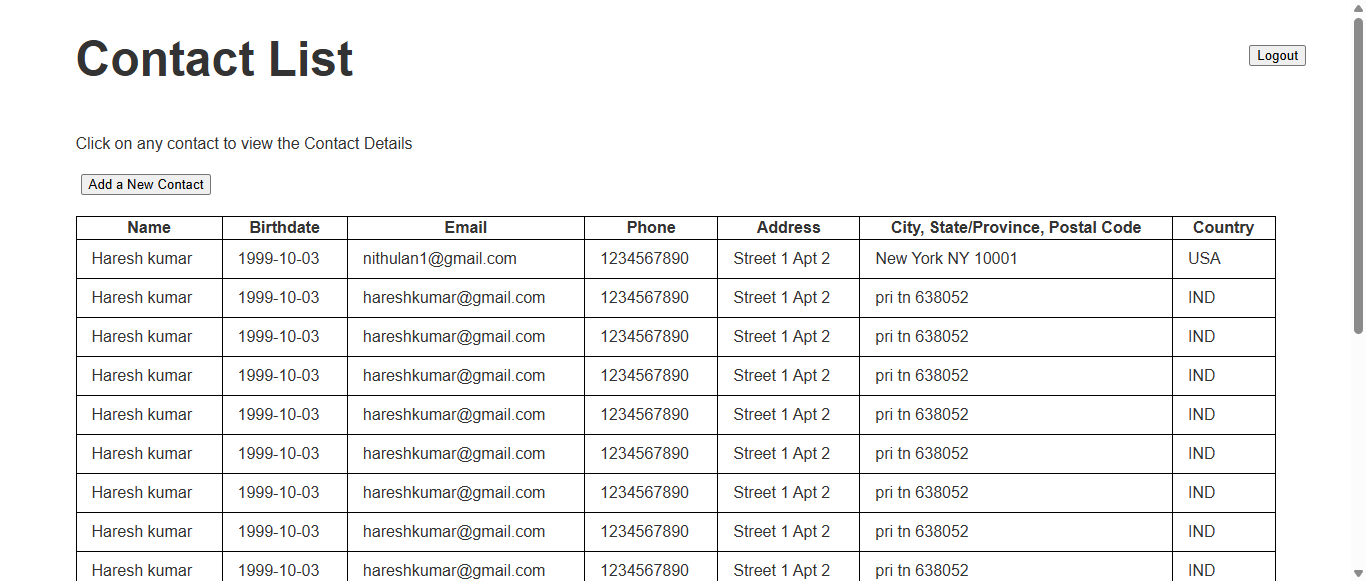 Contact List
Logout
Click on any contact to view the Contact Details
Add a New Contact
Name Birthdate Email Phone Address City, State/Province, Postal Code Country
Haresh kumar 1999-10-03 nithulan1@gmail.com 1234567890 Street 1 Apt 2 New York NY 10001 USA
Haresh kumar 1999-10-03 hareshkumar@gmail.com 1234567890 Street 1 Apt 2 pri tn 638052 IND
Haresh kumar 1999-10-03 hareshkumar@gmail.com 1234567890 Street 1 Apt 2 pri tn 638052 IND
Haresh kumar 1999-10-03 hareshkumar@gmail.com 1234567890 Street 1 Apt 2 pri tn 638052 IND
Haresh kumar 1999-10-03 hareshkumar@gmail.com 1234567890 Street 1 Apt 2 pri tn 638052 IND
Haresh kumar 1999-10-03 hareshkumar@gmail.com 1234567890 Street 1 Apt 2 pri tn 638052 IND
Haresh kumar 1999-10-03 hareshkumar@gmail.com 1234567890 Street 1 Apt 2 pri tn 638052 IND
Haresh kumar 1999-10-03 hareshkumar@gmail.com 1234567890 Street 1 Apt 2 pri tn 638052 IND
Haresh kumar 1999-10-03 hareshkumar@gmail.com 1234567890 Street 1 Apt 2 pri tn 638052 IND